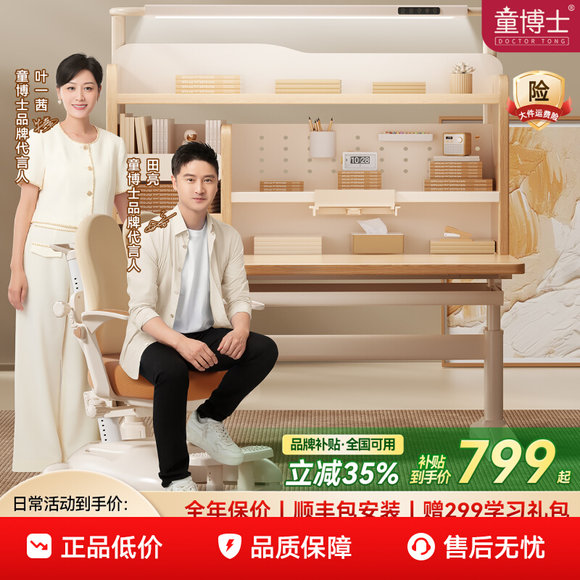 童博士
DOCTOR TONG
险
大件运费险
叶一茜
童博士品牌代言人
田亮
童博士品牌代言人
10:28
品牌补贴·全国可用
立减35%
补贴
到手价
799起
日常活动到手价:
全年保价 | 顺丰包安装 | 赠299学习礼包
正品低价
品质保障
售后无忧